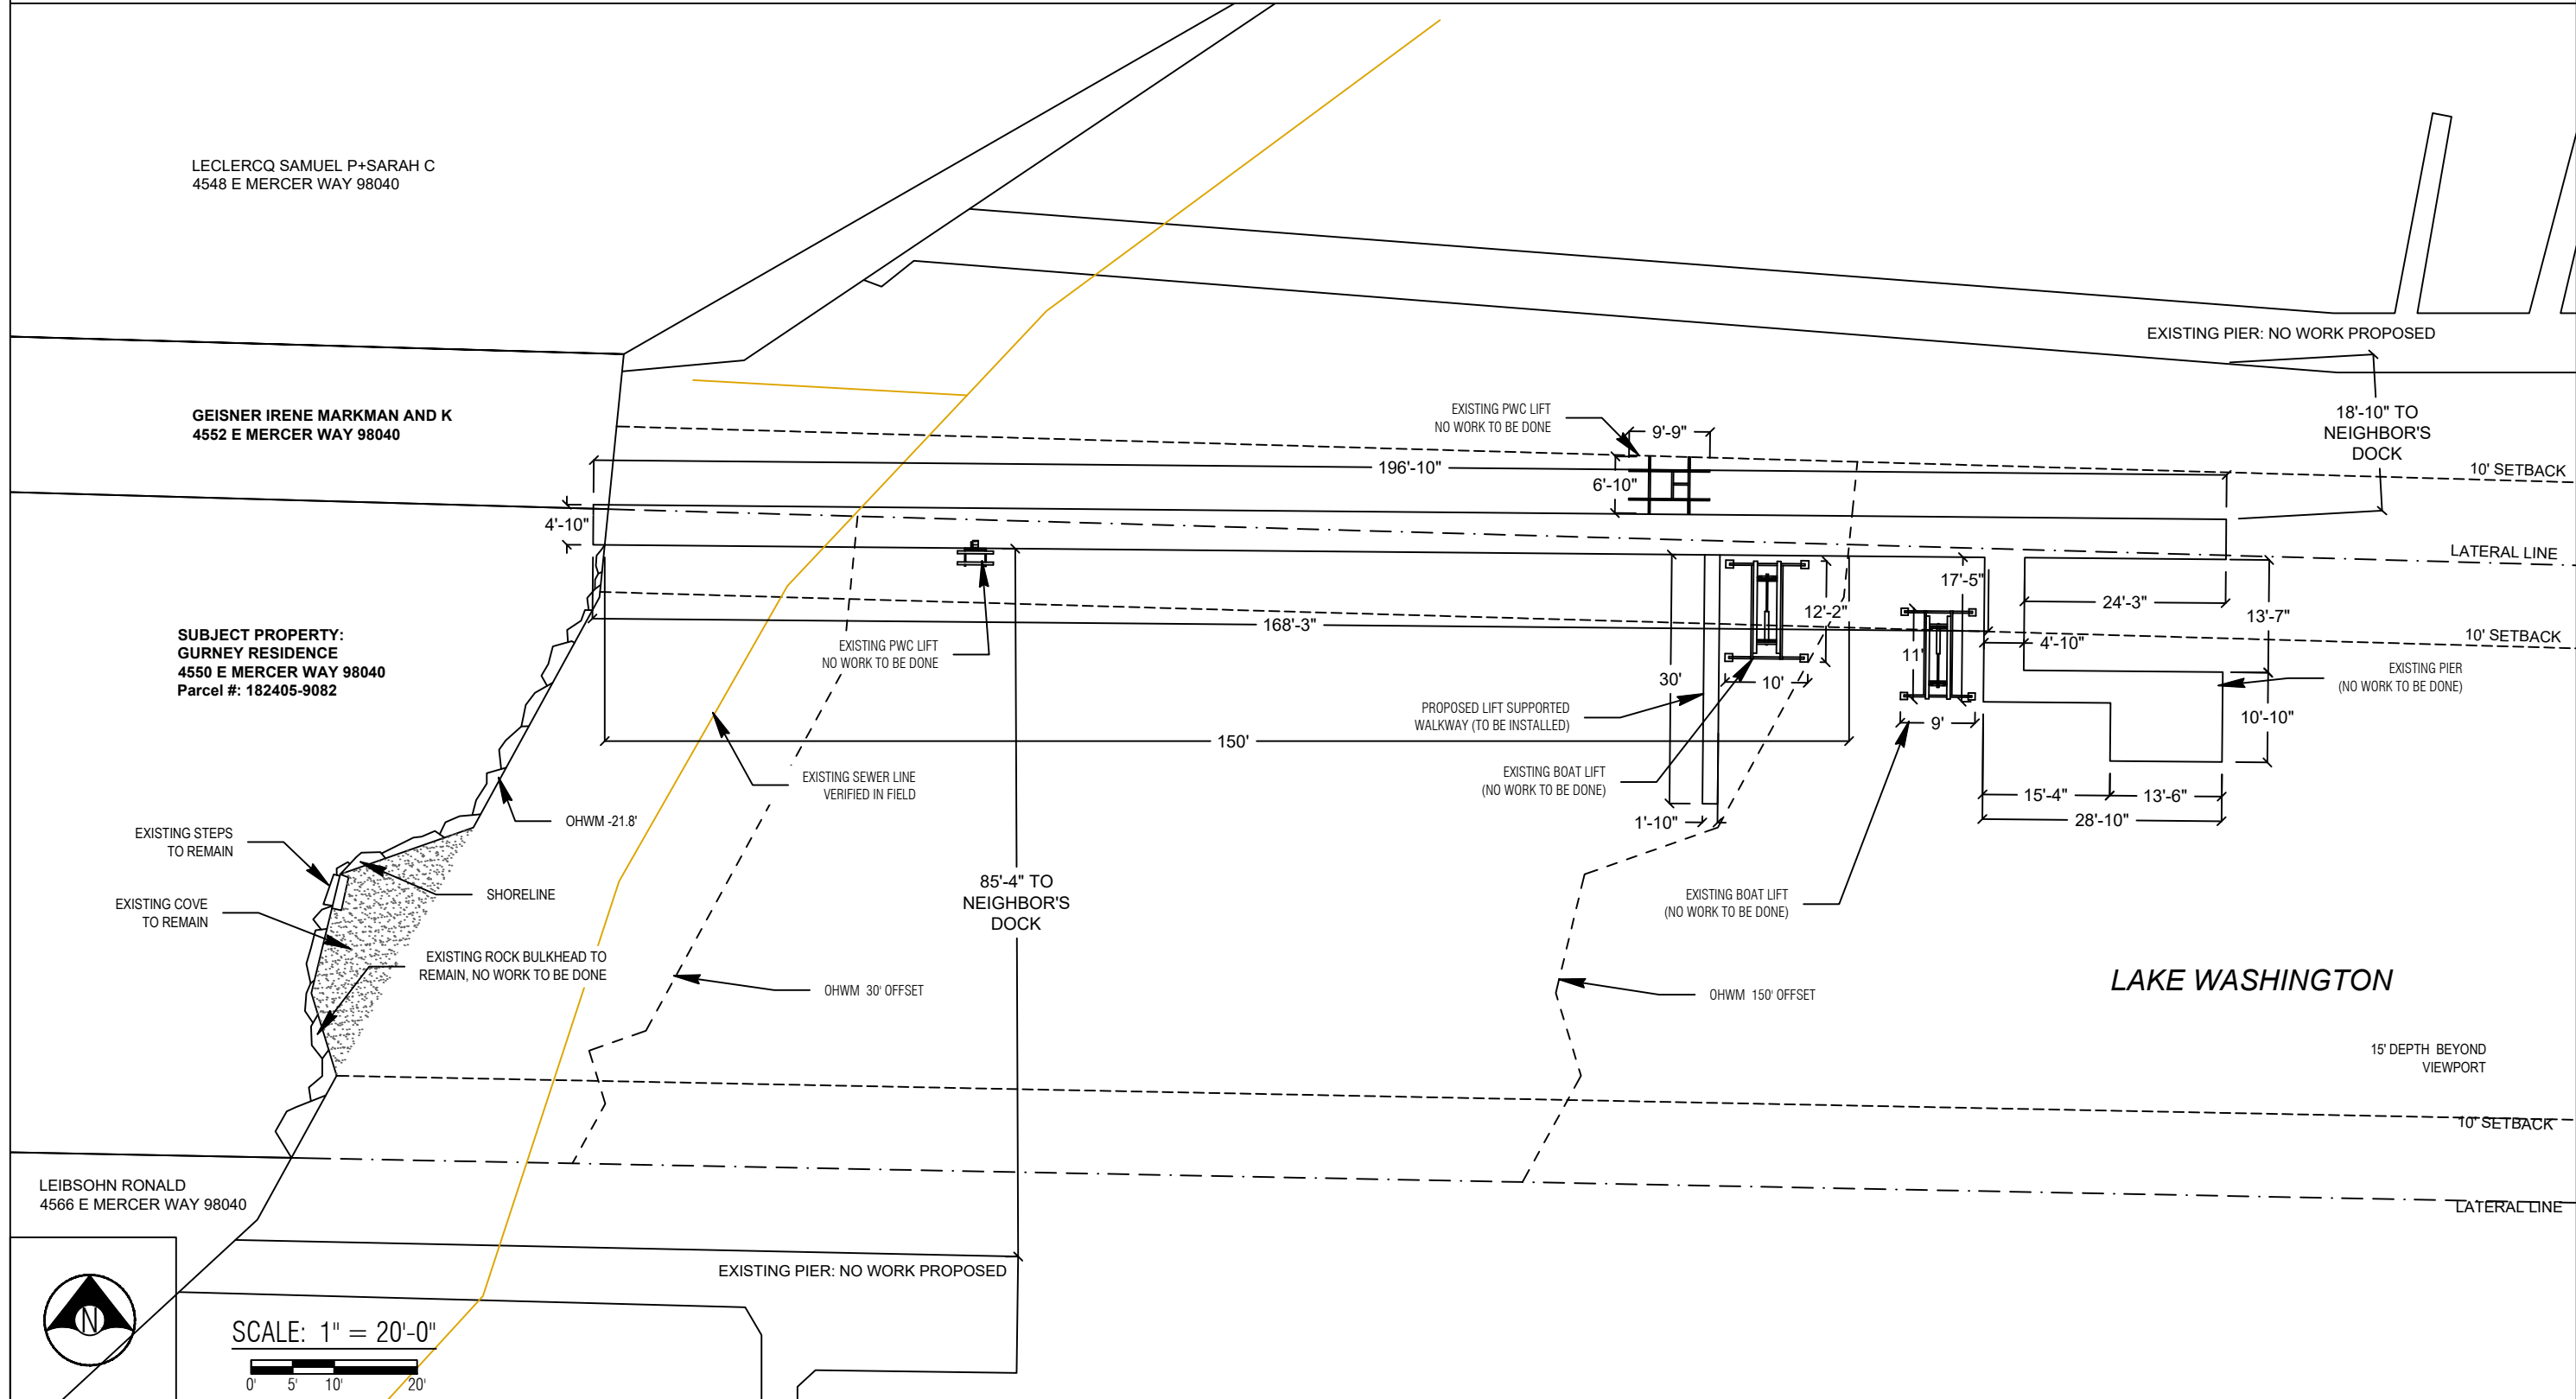 LECLERCQ SAMUEL P+SARAH C
4548 E MERCER WAY 98040
EXISTING PIER: NO WORK PROPOSED
GEISNER IRENE MARKMAN AND K
4552 E MERCER WAY 98040
EXISTING PWC LIFT
NO WORK TO BE DONE
9'-9"
18'-10" TO
NEIGHBOR'S
DOCK
196'-10"
10' SETBACK
6'-10"
4'-10"
LATERAL LINE
17'-5"
24'-3"
12'-2"
13'-7"
168'-3"
10' SETBACK
4'-10"
SUBJECT PROPERTY:
GURNEY RESIDENCE
4550 E MERCER WAY 98040
Parcel #: 182405-9082
EXISTING PWC LIFT
NO WORK TO BE DONE
11'
EXISTING PIER
(NO WORK TO BE DONE)
30'
10'
PROPOSED LIFT SUPPORTED
WALKWAY (TO BE INSTALLED)
9'
10'-10"
150'
EXISTING SEWER LINE
VERIFIED IN FIELD
EXISTING BOAT LIFT
(NO WORK TO BE DONE)
15'-4"
13'-6"
1'-10"
28'-10"
OHWM -21.8'
EXISTING STEPS
TO REMAIN
SHORELINE
85'-4" TO
NEIGHBOR'S
DOCK
EXISTING BOAT LIFT
(NO WORK TO BE DONE)
EXISTING COVE
TO REMAIN
EXISTING ROCK BULKHEAD TO
REMAIN, NO WORK TO BE DONE
OHWM 30' OFFSET
OHWM 150' OFFSET
LAKE WASHINGTON
15' DEPTH BEYOND
VIEWPORT
10' SETBACK
LEIBSOHN RONALD
4566 E MERCER WAY 98040
LATERAL LINE
EXISTING PIER: NO WORK PROPOSED
N
SCALE: 1" = 20'-0"
0' 5' 10' 20'